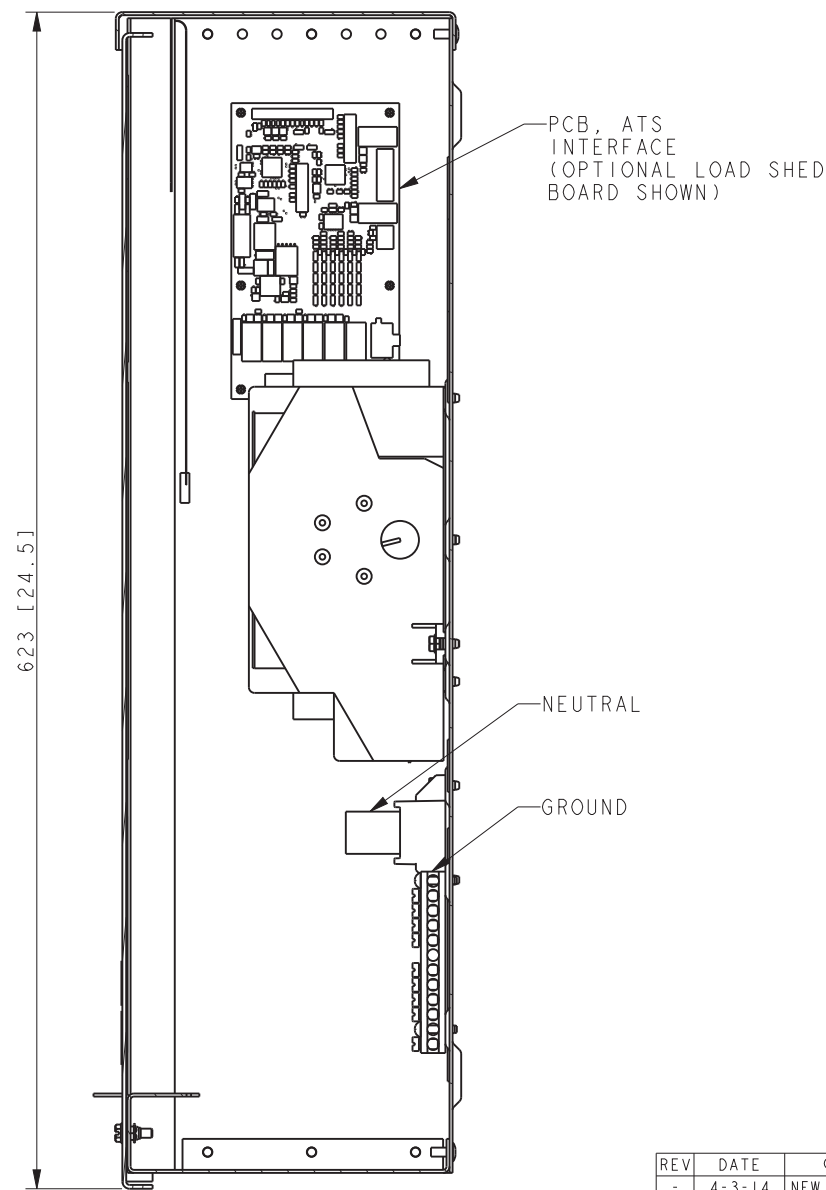 PCB, ATS
INTERFACE
(OPTIONAL LOAD SHED
BOARD SHOWN)
623 [24.5]
NEUTRAL
GROUND
REV DATE
- 4-3-14 NEW